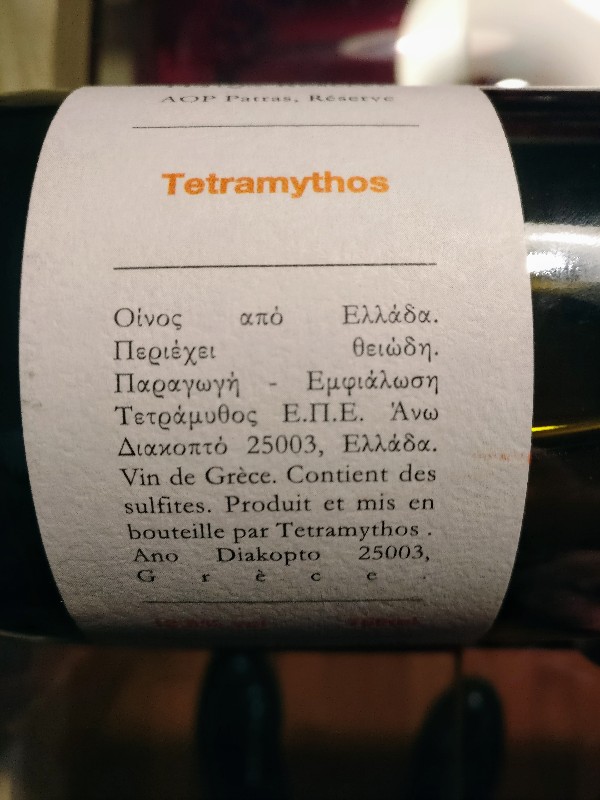 AOP Patras, Réserve
Tetramythos
Οίνος από Ελλάδα.
Περιέχει θειώδη.
Παραγωγή - Εμφιάλωση
Τετράμυθος Ε.Π.Ε. Άνω
Διακοπτό 25003, Ελλάδα.
Vin de Grèce. Contient des
sulfites. Produit et mis en
bouteille par Tetramythos .
Ano Diakopto 25003,
G r è c e .